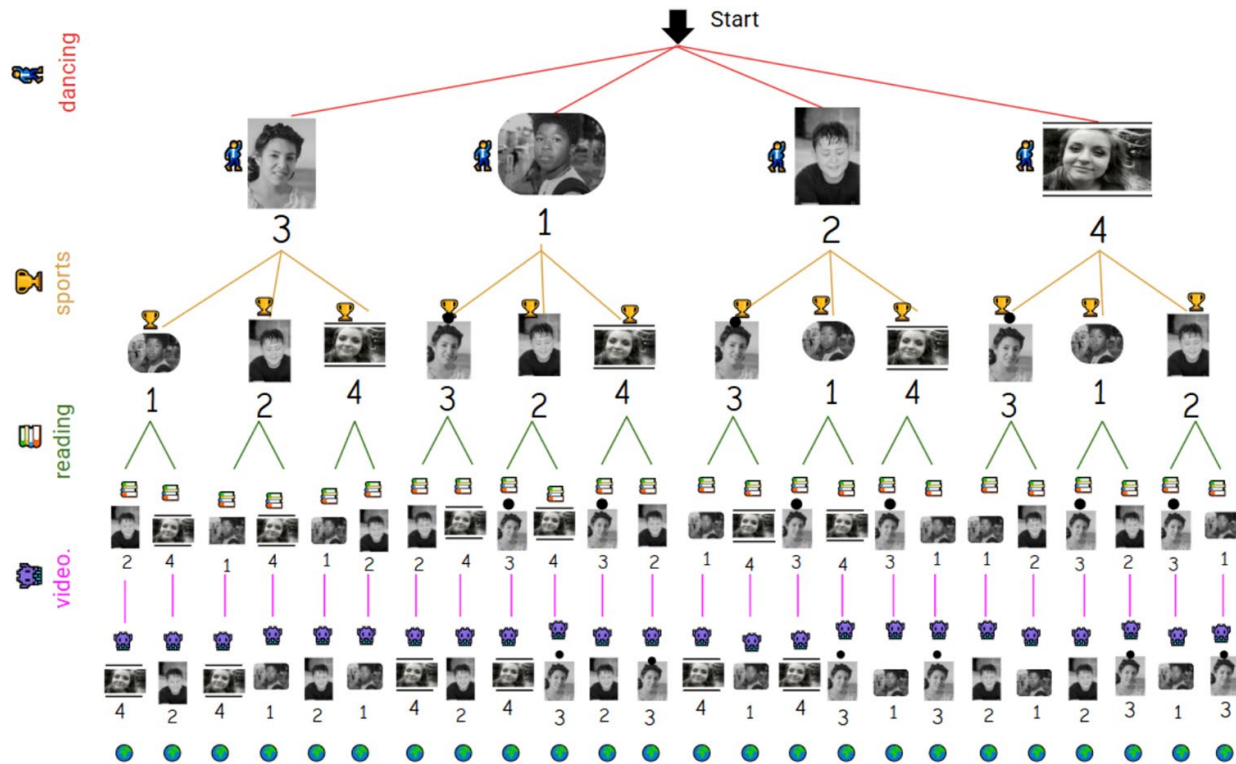 Start
dancing
3 1 2 4
sports
1 2 4 3 2 4 3 1 4 3 1 2
reading
2 4 1 4 1 2 2 4 3 4 3 2 1 4 3 4 3 1 1 2 3 2 3 1
video.
4 2 4 1 2 1 4 2 4 3 2 3 4 1 4 3 1 3 2 1 2 3 1 3